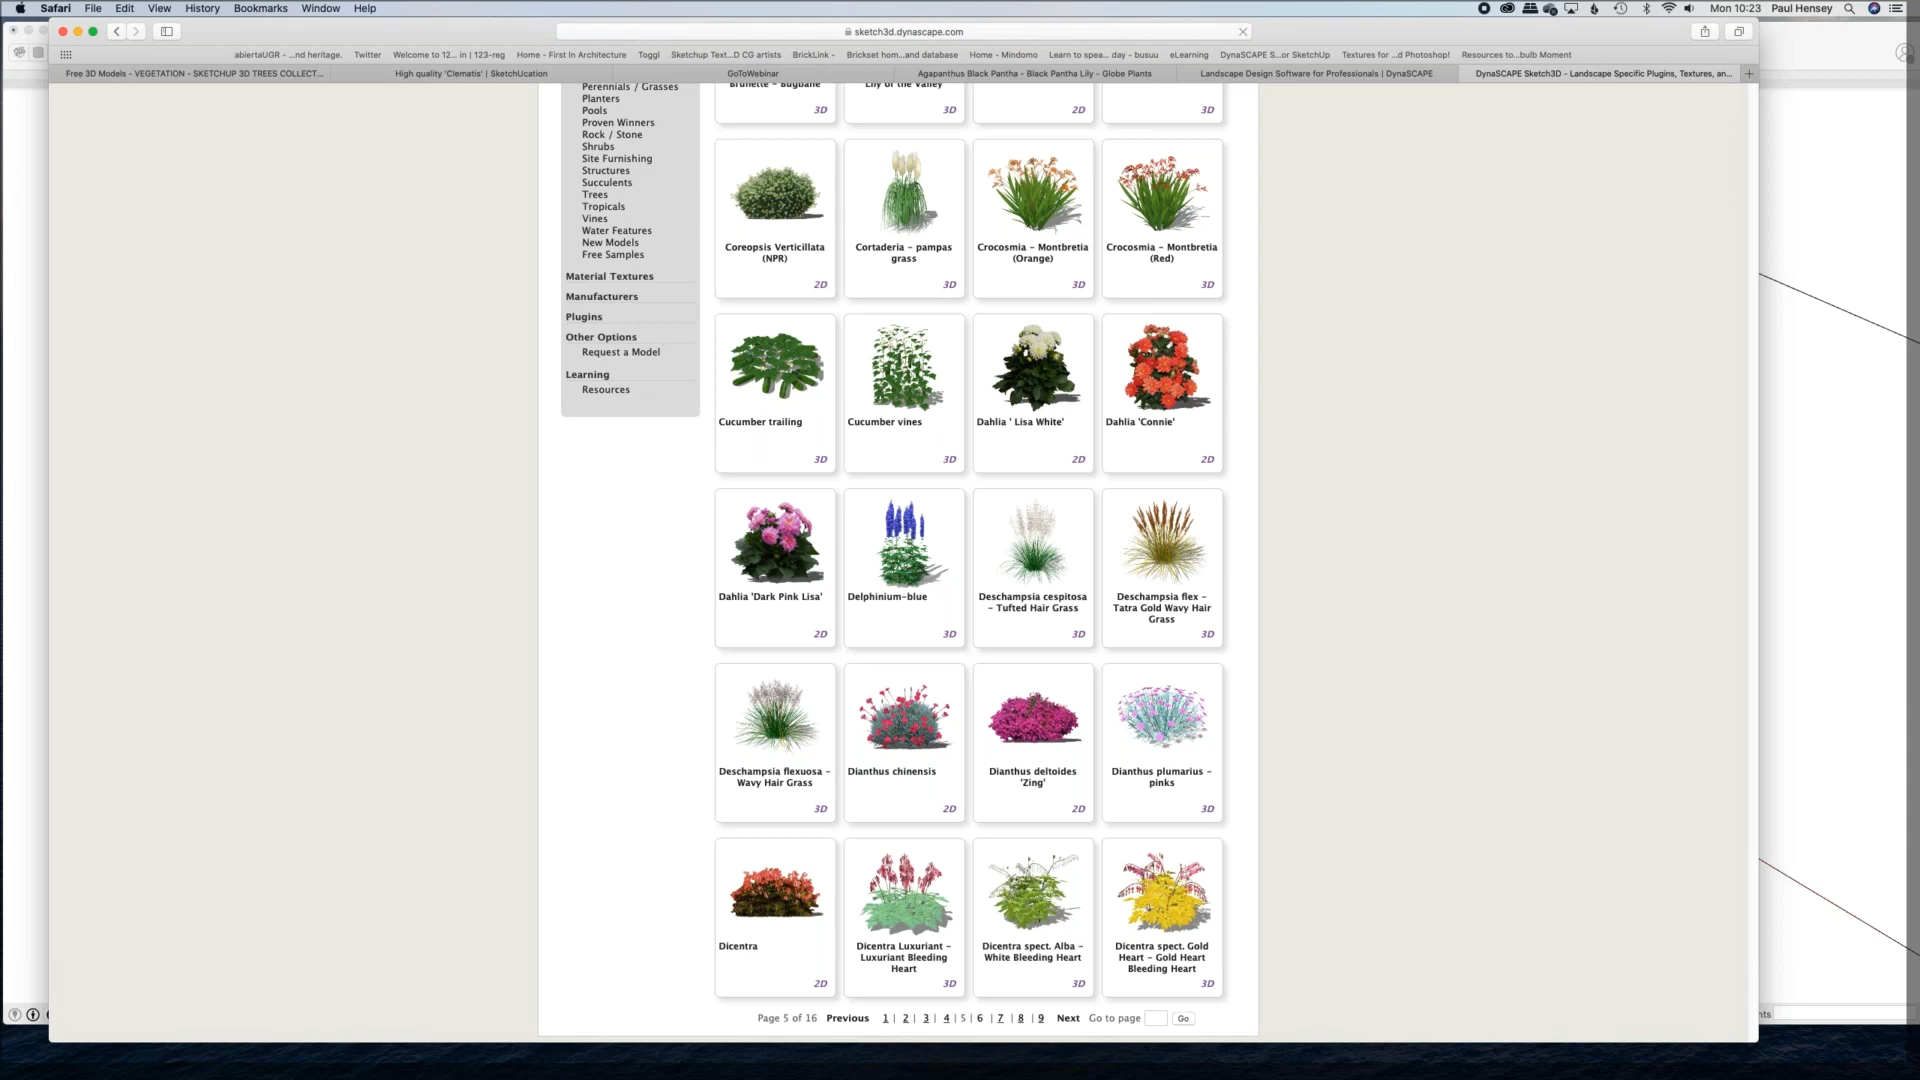 Safari File Edit View History Bookmarks Window Help
Mon 10:23 Paul Hensey
sketch3d.dynascape.com
abiertaUGR - ...nd heritage. Twitter Welcome to 12... in | 123-reg Home - First In Architecture Toggl Sketchup Text...D CG artists BrickLink - Brickset hom...and database Home - Mindomo Learn to spea... day - busuu eLearning DynaSCAPE S...or SketchUp Textures for ...d Photoshop! Resources to...bulb Moment
Free 3D Models - VEGETATION - SKETCHUP 3D TREES COLLECT... High quality 'Clematis' | SketchUcation GoToWebinar Agapanthus Black Pantha - Black Pantha Lily - Globe Plants Landscape Design Software for Professionals | DynaSCAPE DynaSCAPE Sketch3D - Landscape Specific Plugins, Textures, an...
Perennials / Grasses
Planters
Pools
Proven Winners
Rock / Stone
Shrubs
Site Furnishing
Structures
Succulents
Trees
Tropicals
Vines
Water Features
New Models
Free Samples
Material Textures
Manufacturers
Plugins
Other Options
Request a Model
Learning
Resources
Brunette - Bugbane
3D
Lily of the Valley
3D
2D
3D
Coreopsis Verticillata
(NPR)
2D
Cortaderia - pampas
grass
3D
Crocosmia - Montbretia
(Orange)
3D
Crocosmia - Montbretia
(Red)
3D
Cucumber trailing
3D
Cucumber vines
3D
Dahlia ' Lisa White'
2D
Dahlia 'Connie'
2D
Dahlia 'Dark Pink Lisa'
2D
Delphinium-blue
3D
Deschampsia cespitosa
- Tufted Hair Grass
3D
Deschampsia flex -
Tatra Gold Wavy Hair
Grass
3D
Deschampsia flexuosa -
Wavy Hair Grass
3D
Dianthus chinensis
2D
Dianthus deltoides
'Zing'
2D
Dianthus plumarius -
pinks
3D
Dicentra
2D
Dicentra Luxuriant -
Luxuriant Bleeding
Heart
3D
Dicentra spect. Alba -
White Bleeding Heart
3D
Dicentra spect. Gold
Heart - Gold Heart
Bleeding Heart
3D
Page 5 of 16 Previous 1 | 2 | 3 | 4 | 5 | 6 | 7 | 8 | 9 Next Go to page Go
nts